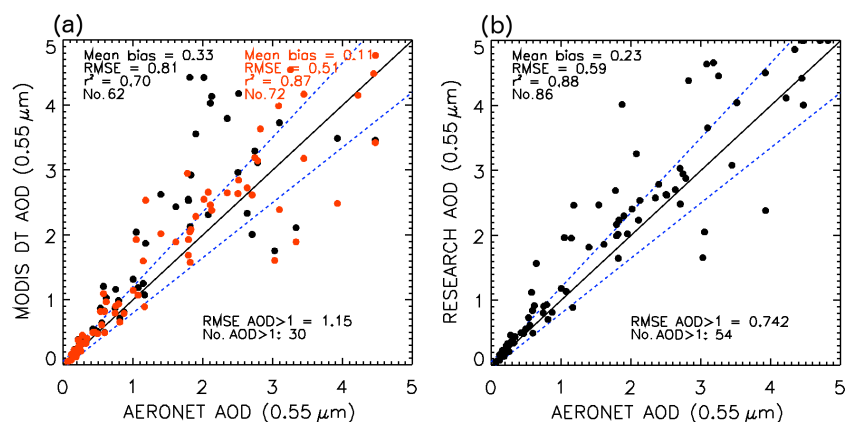 (a)
Mean bias = 0.33
RMSE = 0.81
r² = 0.70
No.62
Mean bias = 0.11
RMSE = 0.51
r² = 0.87
No.72
RMSE AOD>1 = 1.15
No. AOD>1: 30
MODIS DT AOD (0.55 μm)
5
4
3
2
1
0
0 1 2 3 4 5
AERONET AOD (0.55 μm)
(b)
Mean bias = 0.23
RMSE = 0.59
r² = 0.88
No.86
RMSE AOD>1 = 0.742
No. AOD>1: 54
RESEARCH AOD (0.55 μm)
5
4
3
2
1
0
0 1 2 3 4 5
AERONET AOD (0.55 μm)